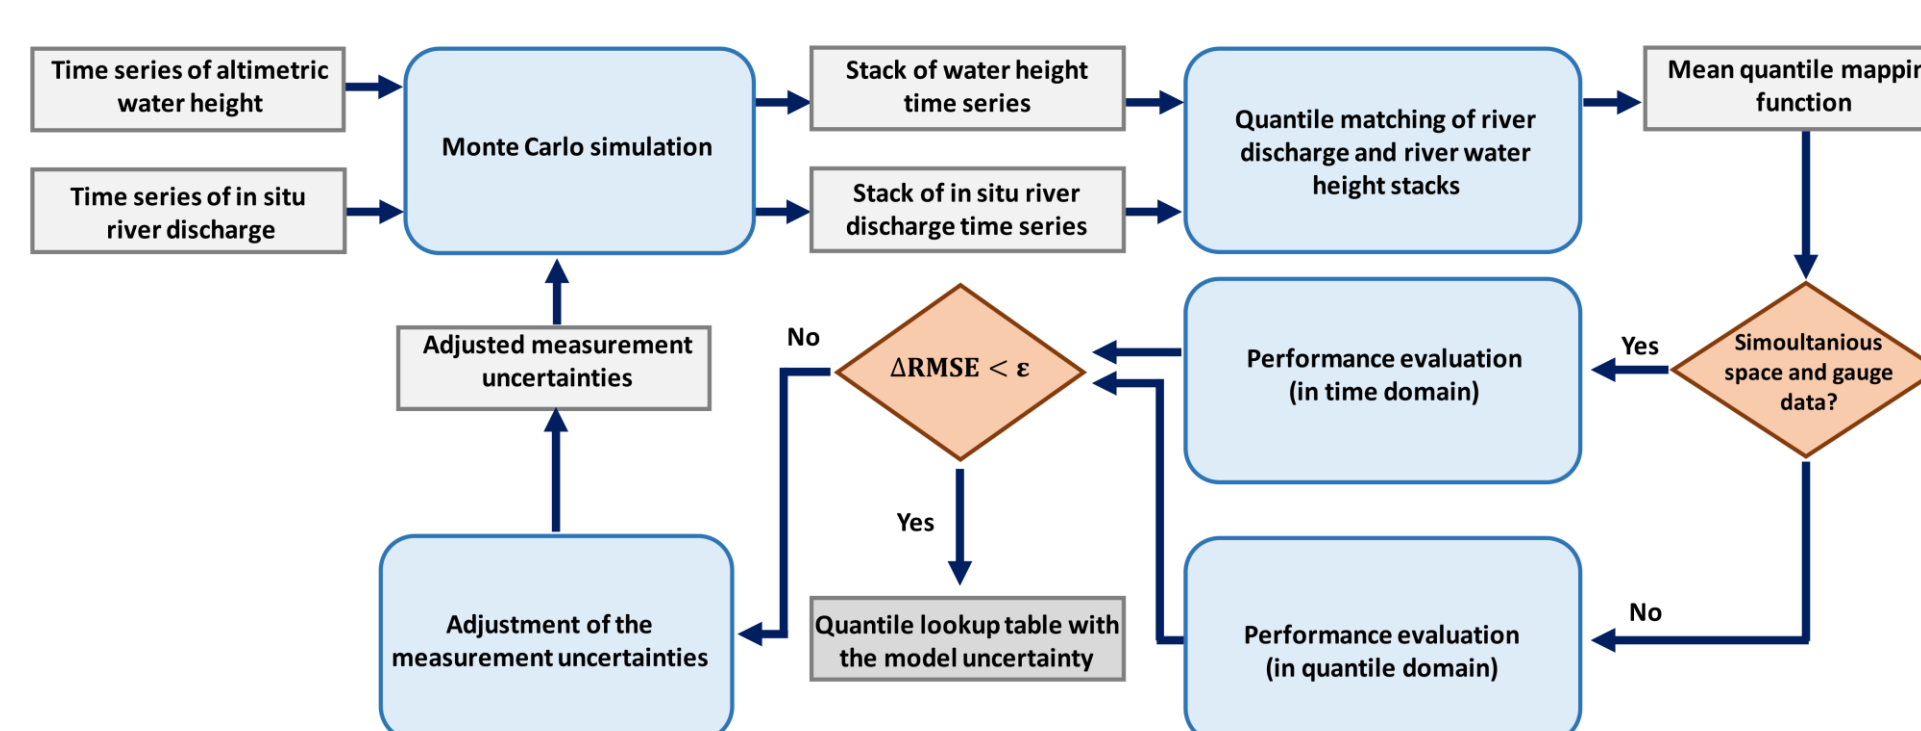 Time series of altimetric
water height
Time series of in situ
river discharge
Monte Carlo simulation
Stack of water height
time series
Stack of in situ river
discharge time series
Quantile matching of river
discharge and river water
height stacks
Mean quantile mappin
function
Simoultanious
space and gauge
data?
Yes
No
Performance evaluation
(in time domain)
Performance evaluation
(in quantile domain)
ΔRMSE < ε
No
Yes
Quantile lookup table with
the model uncertainty
Adjustment of the
measurement uncertainties
Adjusted measurement
uncertainties